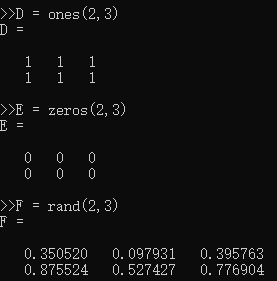 >>D = ones(2,3)
D =
1 1 1
1 1 1
>>E = zeros(2,3)
E =
0 0 0
0 0 0
>>F = rand(2,3)
F =
0.350520 0.097931 0.395763
0.875524 0.527427 0.776904